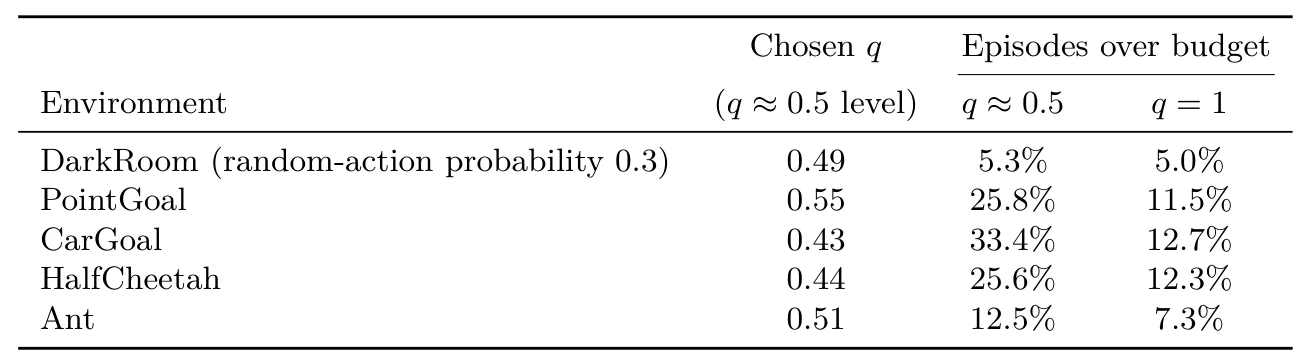 Chosen q Episodes over budget
Environment (q ≈ 0.5 level) q ≈ 0.5 q = 1
DarkRoom (random-action probability 0.3) 0.49 5.3% 5.0%
PointGoal 0.55 25.8% 11.5%
CarGoal 0.43 33.4% 12.7%
HalfCheetah 0.44 25.6% 12.3%
Ant 0.51 12.5% 7.3%